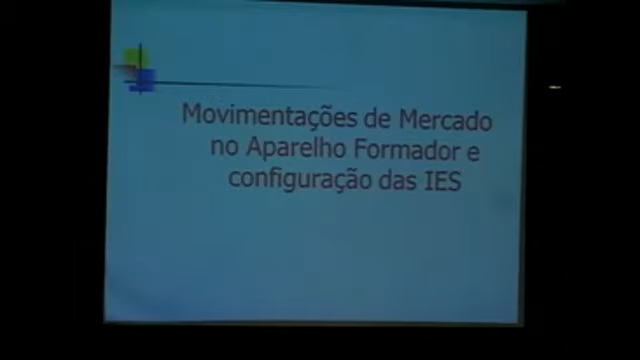 Movimentações de Mercado
no Aparelho Formador e
configuração das IES